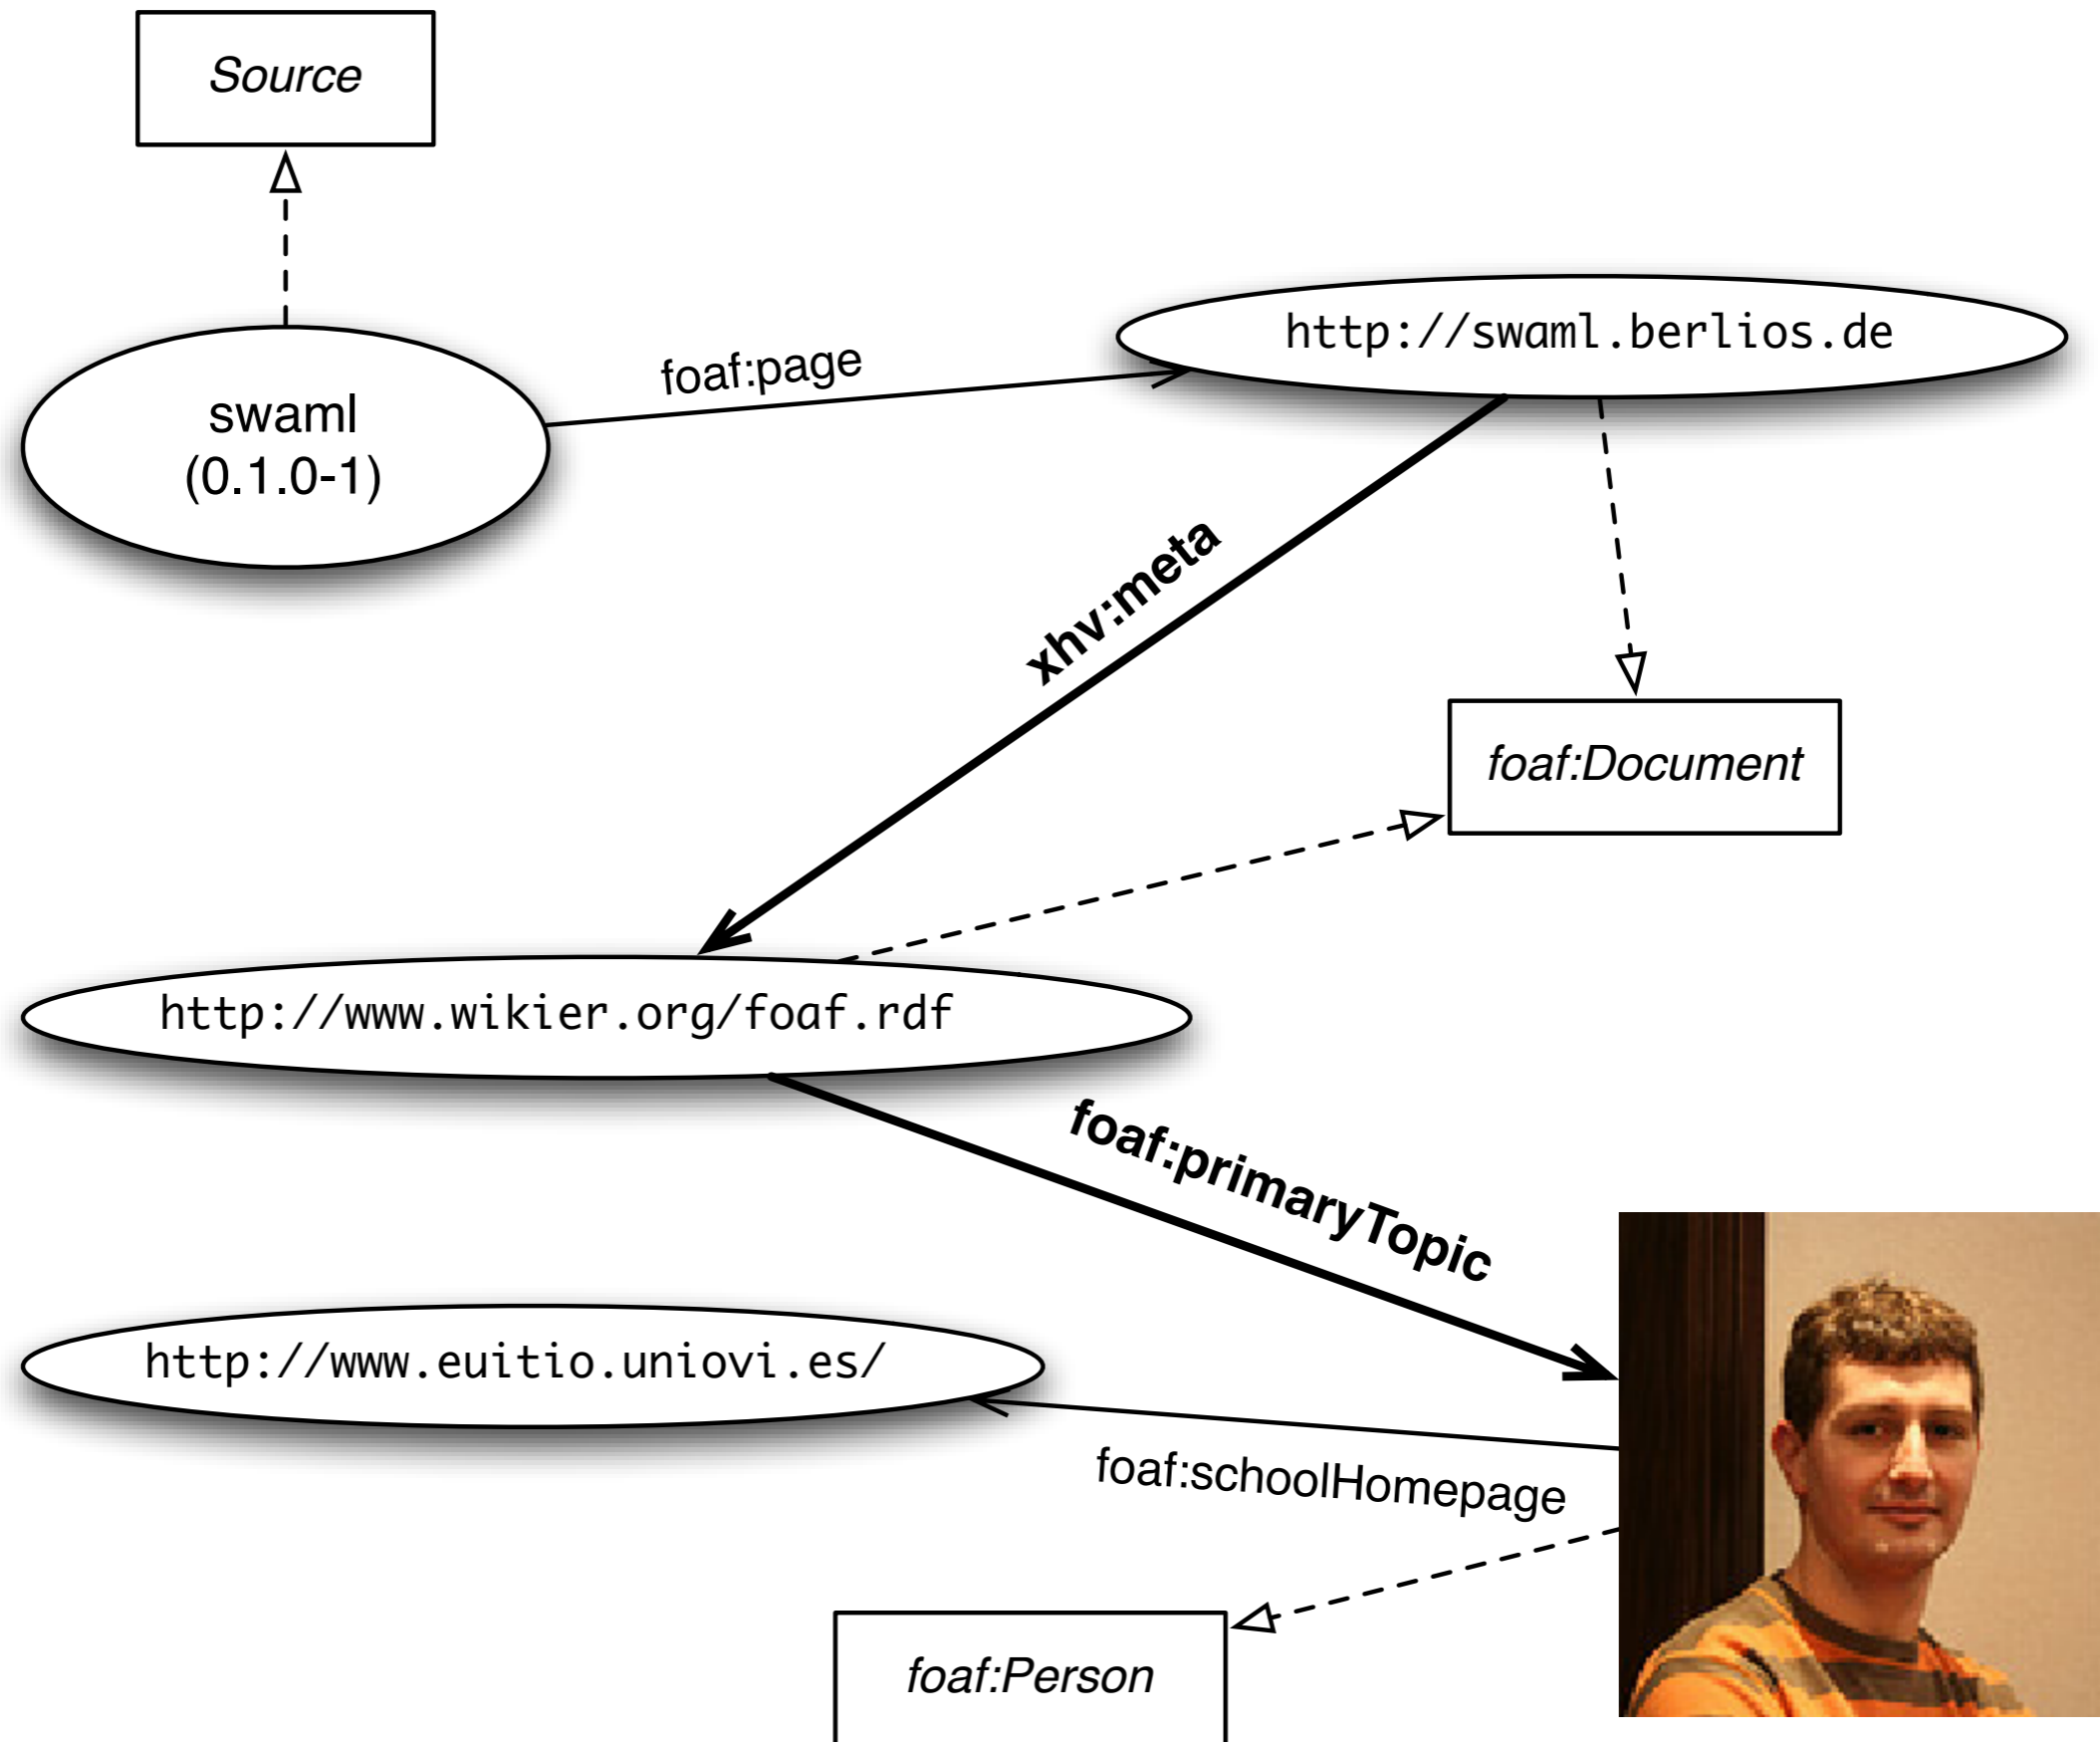 Source
http://swaml.berlios.de
foaf:page
swaml
(0.1.0-1)
xhv:meta
foaf:Document
http://www.wikier.org/foaf.rdf
foaf:primaryTopic
http://www.euitio.uniovi.es/
foaf:schoolHomepage
foaf:Person